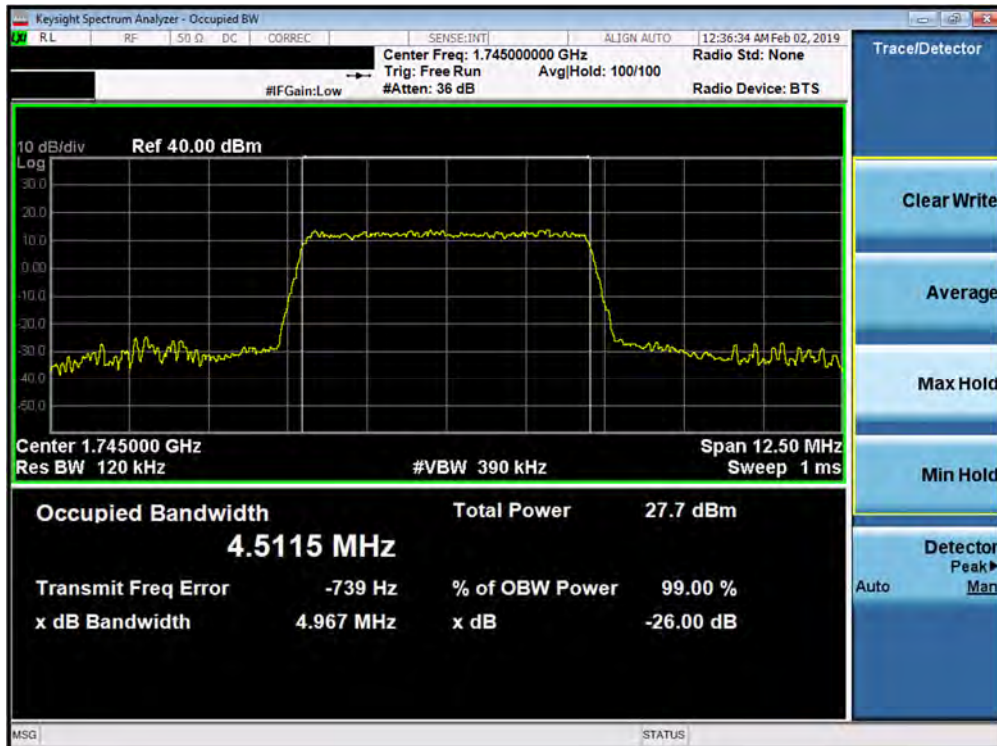 Keysight Spectrum Analyzer - Occupied BW
LXI RL RF 50 Ω DC CORREC SENSE:INT ALIGN AUTO 12:36:34 AM Feb 02, 2019
Center Freq: 1.745000000 GHz Radio Std: None
Trig: Free Run Avg|Hold: 100/100
#IFGain:Low #Atten: 36 dB Radio Device: BTS
10 dB/div Ref 40.00 dBm
Log
30.0
20.0
10.0
0.00
-10.0
-20.0
-30.0
-40.0
-50.0
Center 1.745000 GHz Span 12.50 MHz
Res BW 120 kHz #VBW 390 kHz Sweep 1 ms
Occupied Bandwidth Total Power 27.7 dBm
4.5115 MHz
Transmit Freq Error -739 Hz % of OBW Power 99.00 %
x dB Bandwidth 4.967 MHz x dB -26.00 dB
MSG STATUS
Trace/Detector
Clear Write
Average
Max Hold
Min Hold
Detector
Peak▶
Auto Man